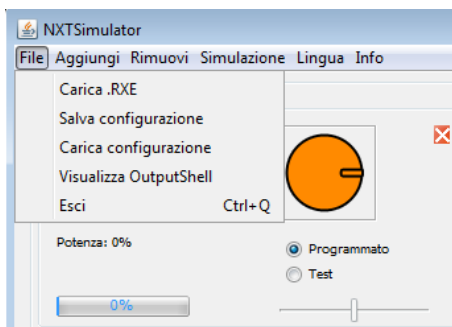 NXTSimulator
File Aggiungi Rimuovi Simulazione Lingua Info
Carica .RXE
Salva configurazione
Carica configurazione
Visualizza OutputShell
Esci Ctrl+Q
Potenza: 0%
Programmato
Test
0%